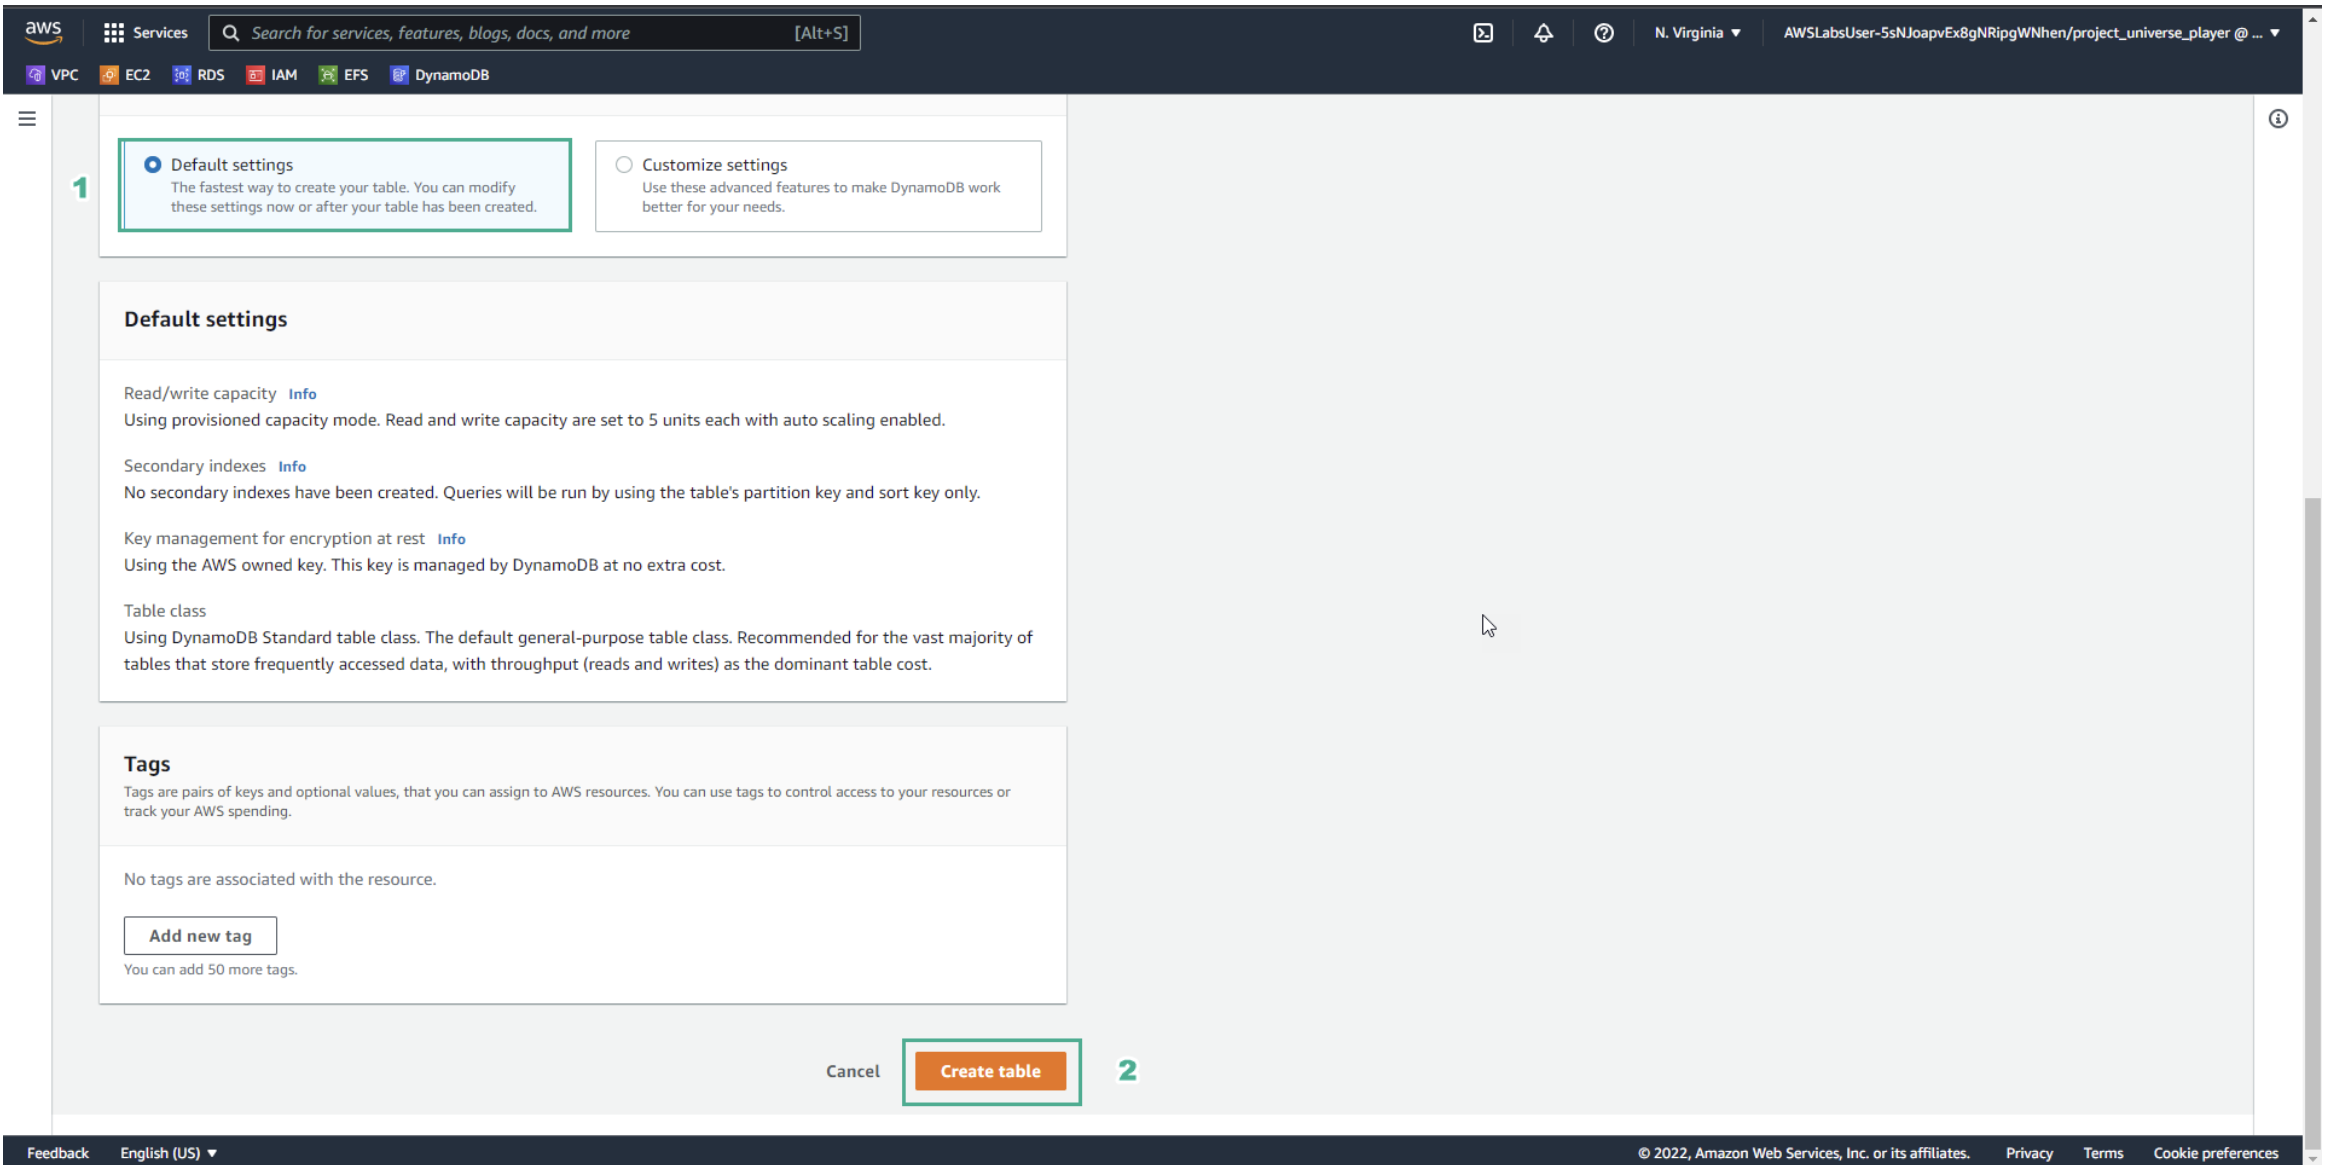 aws
Services
Search for services, features, blogs, docs, and more
[Alt+S]
N. Virginia ▼
AWSLabsUser-5sNJoapvEx8gNRipgWNhen/project_universe_player @ ... ▼
VPC
EC2
RDS
IAM
EFS
DynamoDB
1
Default settings
The fastest way to create your table. You can modify
these settings now or after your table has been created.
Customize settings
Use these advanced features to make DynamoDB work
better for your needs.
Default settings
Read/write capacity Info
Using provisioned capacity mode. Read and write capacity are set to 5 units each with auto scaling enabled.
Secondary indexes Info
No secondary indexes have been created. Queries will be run by using the table's partition key and sort key only.
Key management for encryption at rest Info
Using the AWS owned key. This key is managed by DynamoDB at no extra cost.
Table class
Using DynamoDB Standard table class. The default general-purpose table class. Recommended for the vast majority of
tables that store frequently accessed data, with throughput (reads and writes) as the dominant table cost.
Tags
Tags are pairs of keys and optional values, that you can assign to AWS resources. You can use tags to control access to your resources or
track your AWS spending.
No tags are associated with the resource.
Add new tag
You can add 50 more tags.
Cancel
Create table
2
Feedback
English (US) ▼
© 2022, Amazon Web Services, Inc. or its affiliates.
Privacy
Terms
Cookie preferences